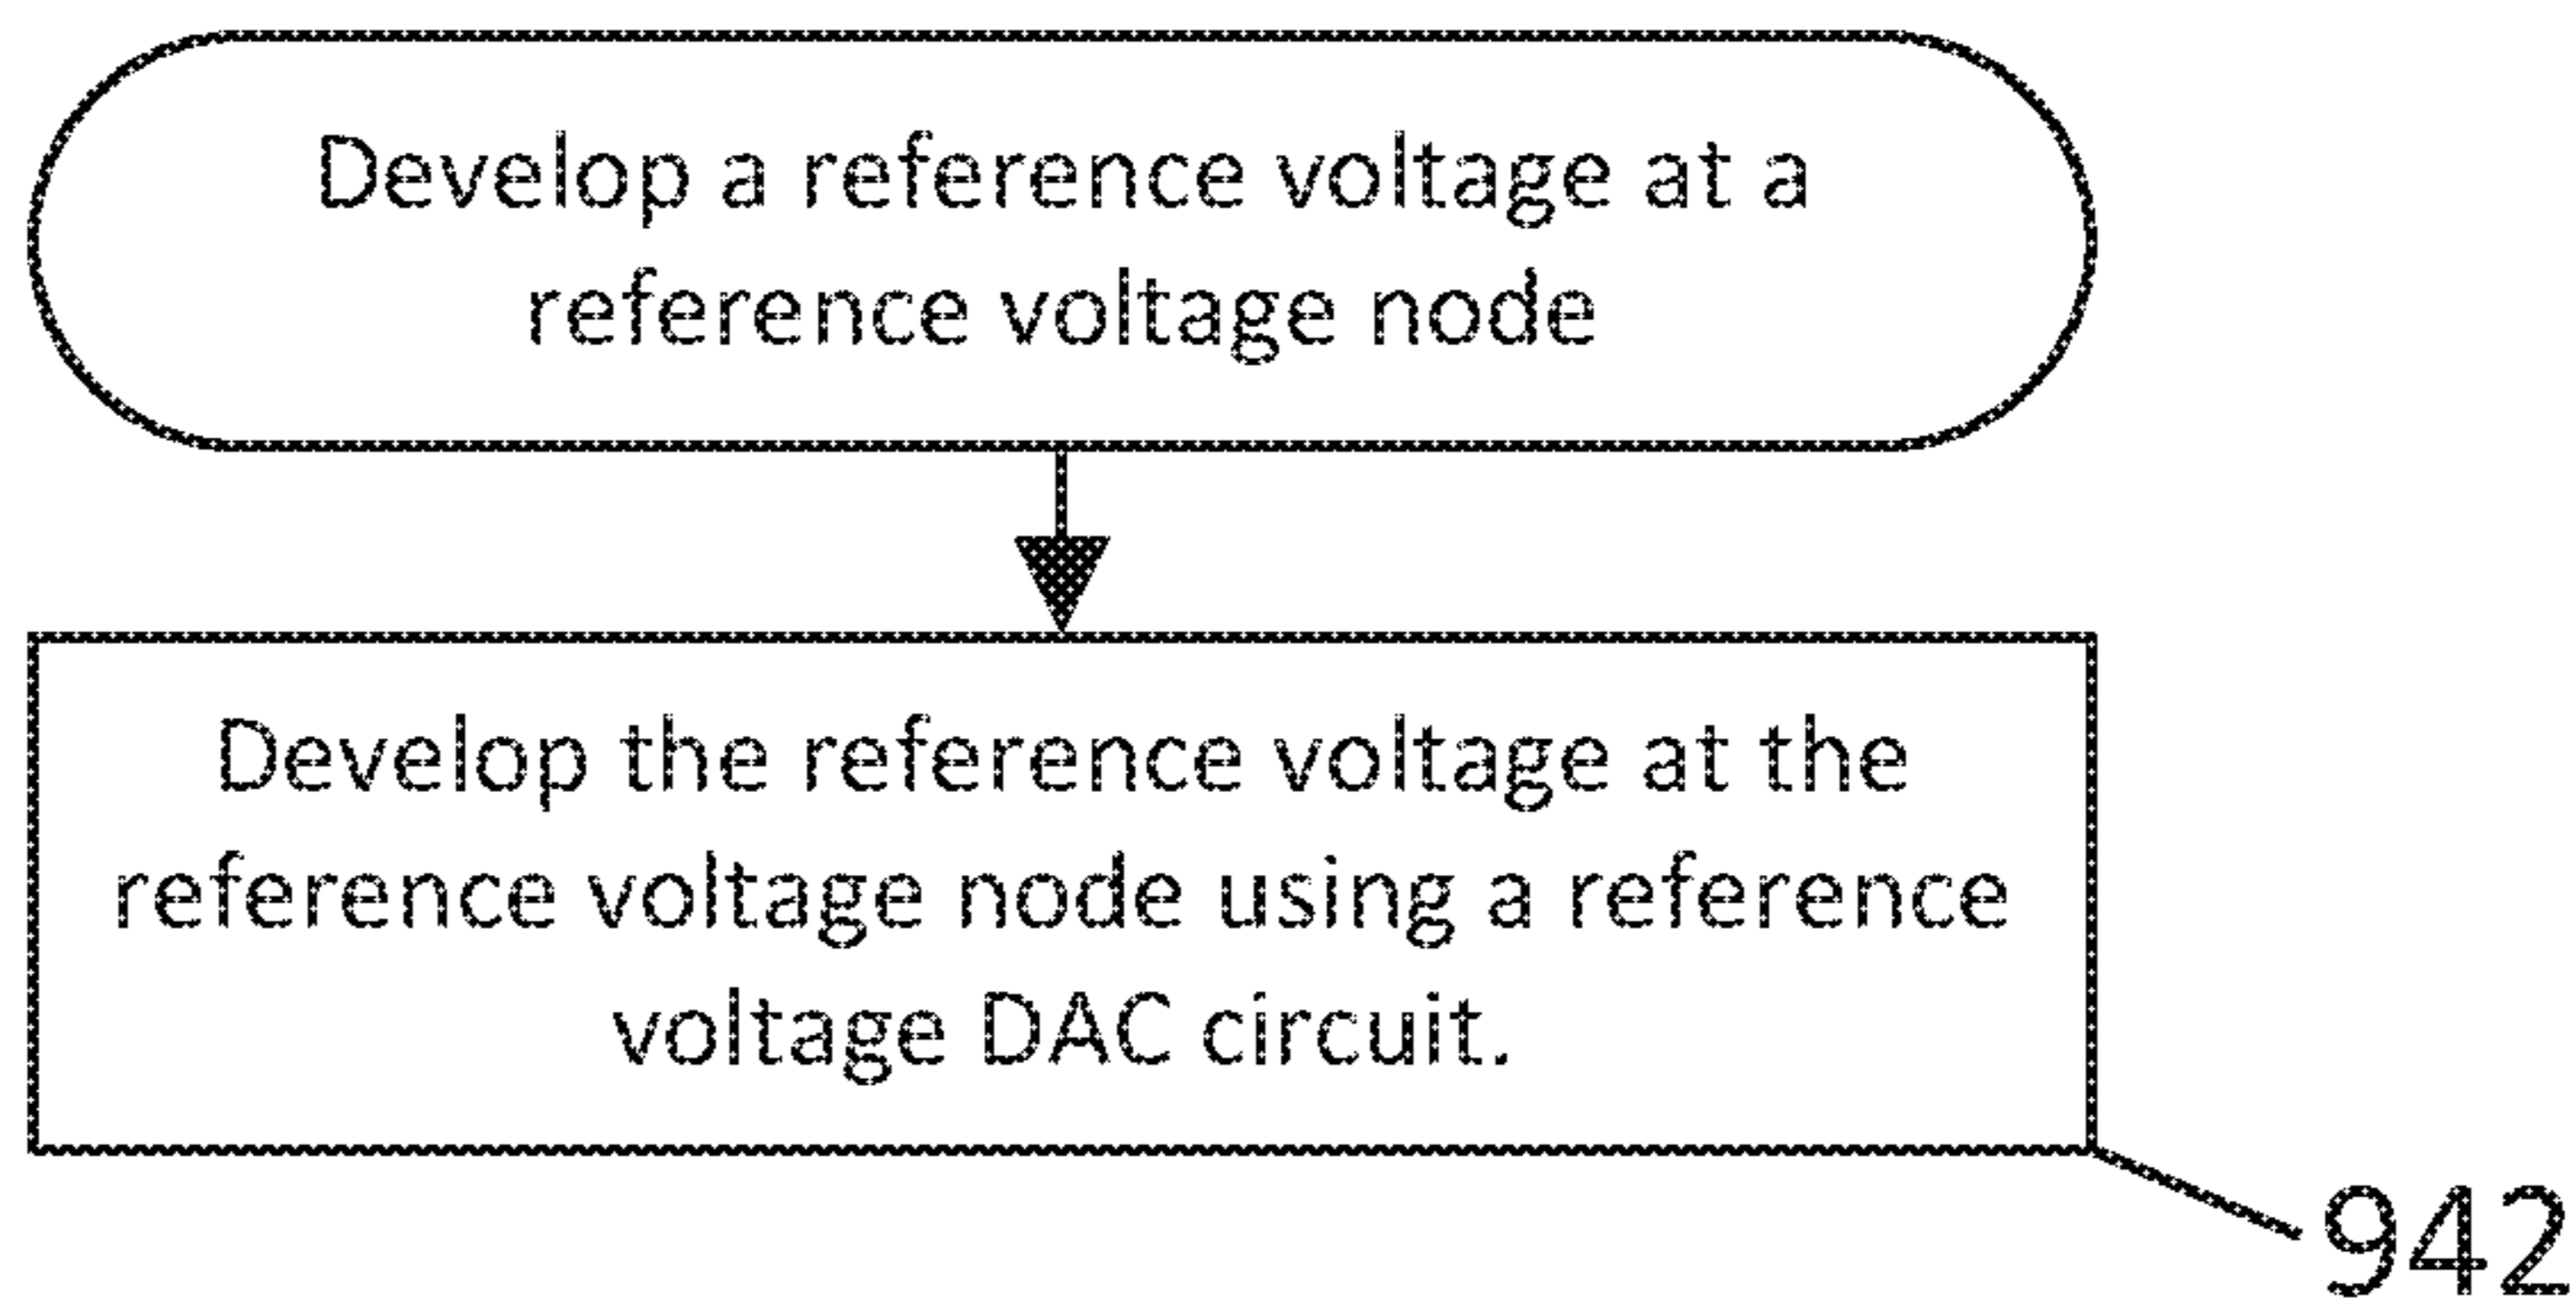 Develop a reference voltage at a
reference voltage node
Develop the reference voltage at the
reference voltage node using a reference
voltage DAC circuit.
942